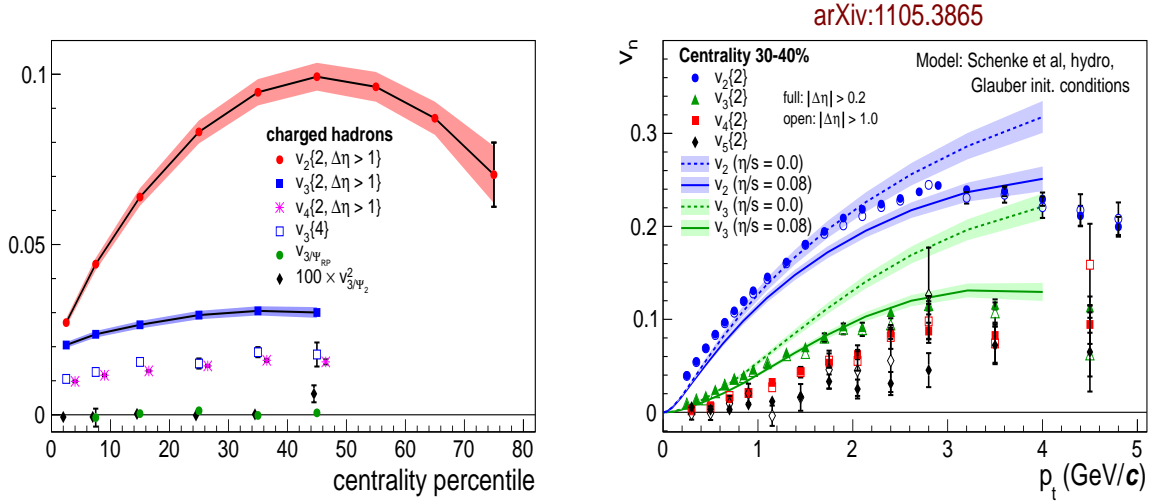 arXiv:1105.3865
0.1
0.05
0
charged hadrons
v2{2, Δη > 1}
v3{2, Δη > 1}
v4{2, Δη > 1}
v3{4}
v3/ΨRP
100 × v²3/Ψ2
0 10 20 30 40 50 60 70 80
centrality percentile
vn
0.3
0.2
0.1
0
Centrality 30-40%
v2{2}
v3{2}
v4{2}
v5{2}
v2 (η/s = 0.0)
v2 (η/s = 0.08)
v3 (η/s = 0.0)
v3 (η/s = 0.08)
full: |Δη| > 0.2
open: |Δη| > 1.0
Model: Schenke et al, hydro,
Glauber init. conditions
0 1 2 3 4 5
pt (GeV/c)